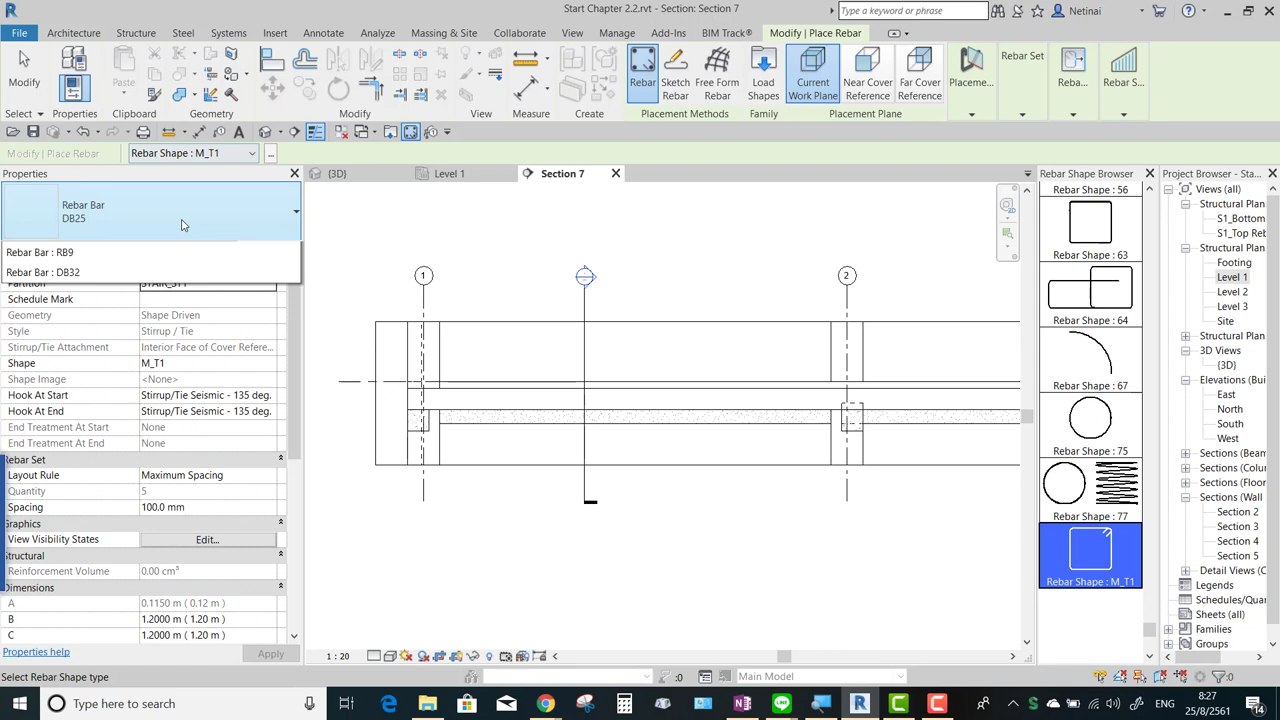 Start Chapter 2.2.rvt - Section: Section 7
Type a keyword or phrase
Netinai
File
Architecture
Structure
Steel
Systems
Insert
Annotate
Analyze
Massing & Site
Collaborate
View
Manage
Add-Ins
BIM Track®
Modify | Place Rebar
Modify
Paste
Rebar
Sketch Rebar
Free Form Rebar
Load Shapes
Current Work Plane
Near Cover Reference
Far Cover Reference
Placeme...
Rebar Set
Reba...
Rebar S...
Select
Properties
Clipboard
Geometry
Modify
View
Measure
Create
Placement Methods
Family
Placement Plane
Modify | Place Rebar
Rebar Shape : M_T1
...
Properties
{3D}
Level 1
Section 7
Rebar Shape Browser
Project Browser - Sta...
Rebar Bar
DB25
Rebar Bar : RB9
Rebar Bar : DB32
Partition
STAIR_ST1
Schedule Mark
Geometry
Shape Driven
Style
Stirrup / Tie
Stirrup/Tie Attachment
Interior Face of Cover Refere...
Shape
M_T1
Shape Image
<None>
Hook At Start
Stirrup/Tie Seismic - 135 deg.
Hook At End
Stirrup/Tie Seismic - 135 deg.
End Treatment At Start
None
End Treatment At End
None
Rebar Set
Layout Rule
Maximum Spacing
Quantity
5
Spacing
100.0 mm
Graphics
View Visibility States
Edit...
Structural
Reinforcement Volume
0.00 cm³
Dimensions
A
0.1150 m ( 0.12 m )
B
1.2000 m ( 1.20 m )
C
1.2000 m ( 1.20 m )
Properties help
Apply
1
2
1 : 20
Rebar Shape : 56
Rebar Shape : 63
Rebar Shape : 64
Rebar Shape : 67
Rebar Shape : 75
Rebar Shape : 77
Rebar Shape : M_T1
Views (all)
Structural Plan
S1_Bottom
S1_Top Reb
Structural Plan
Footing
Level 1
Level 2
Level 3
Site
Structural Plan
3D Views
{3D}
Elevations (Bui
East
North
South
West
Sections (Beam
Sections (Colu
Sections (Floor
Sections (Wall
Section 2
Section 3
Section 4
Section 5
Detail Views (
Legends
Schedules/Quan
Sheets (all)
Families
Groups
Select Rebar Shape type
:0
Main Model
:0
Type here to search
8:27
25/8/2561